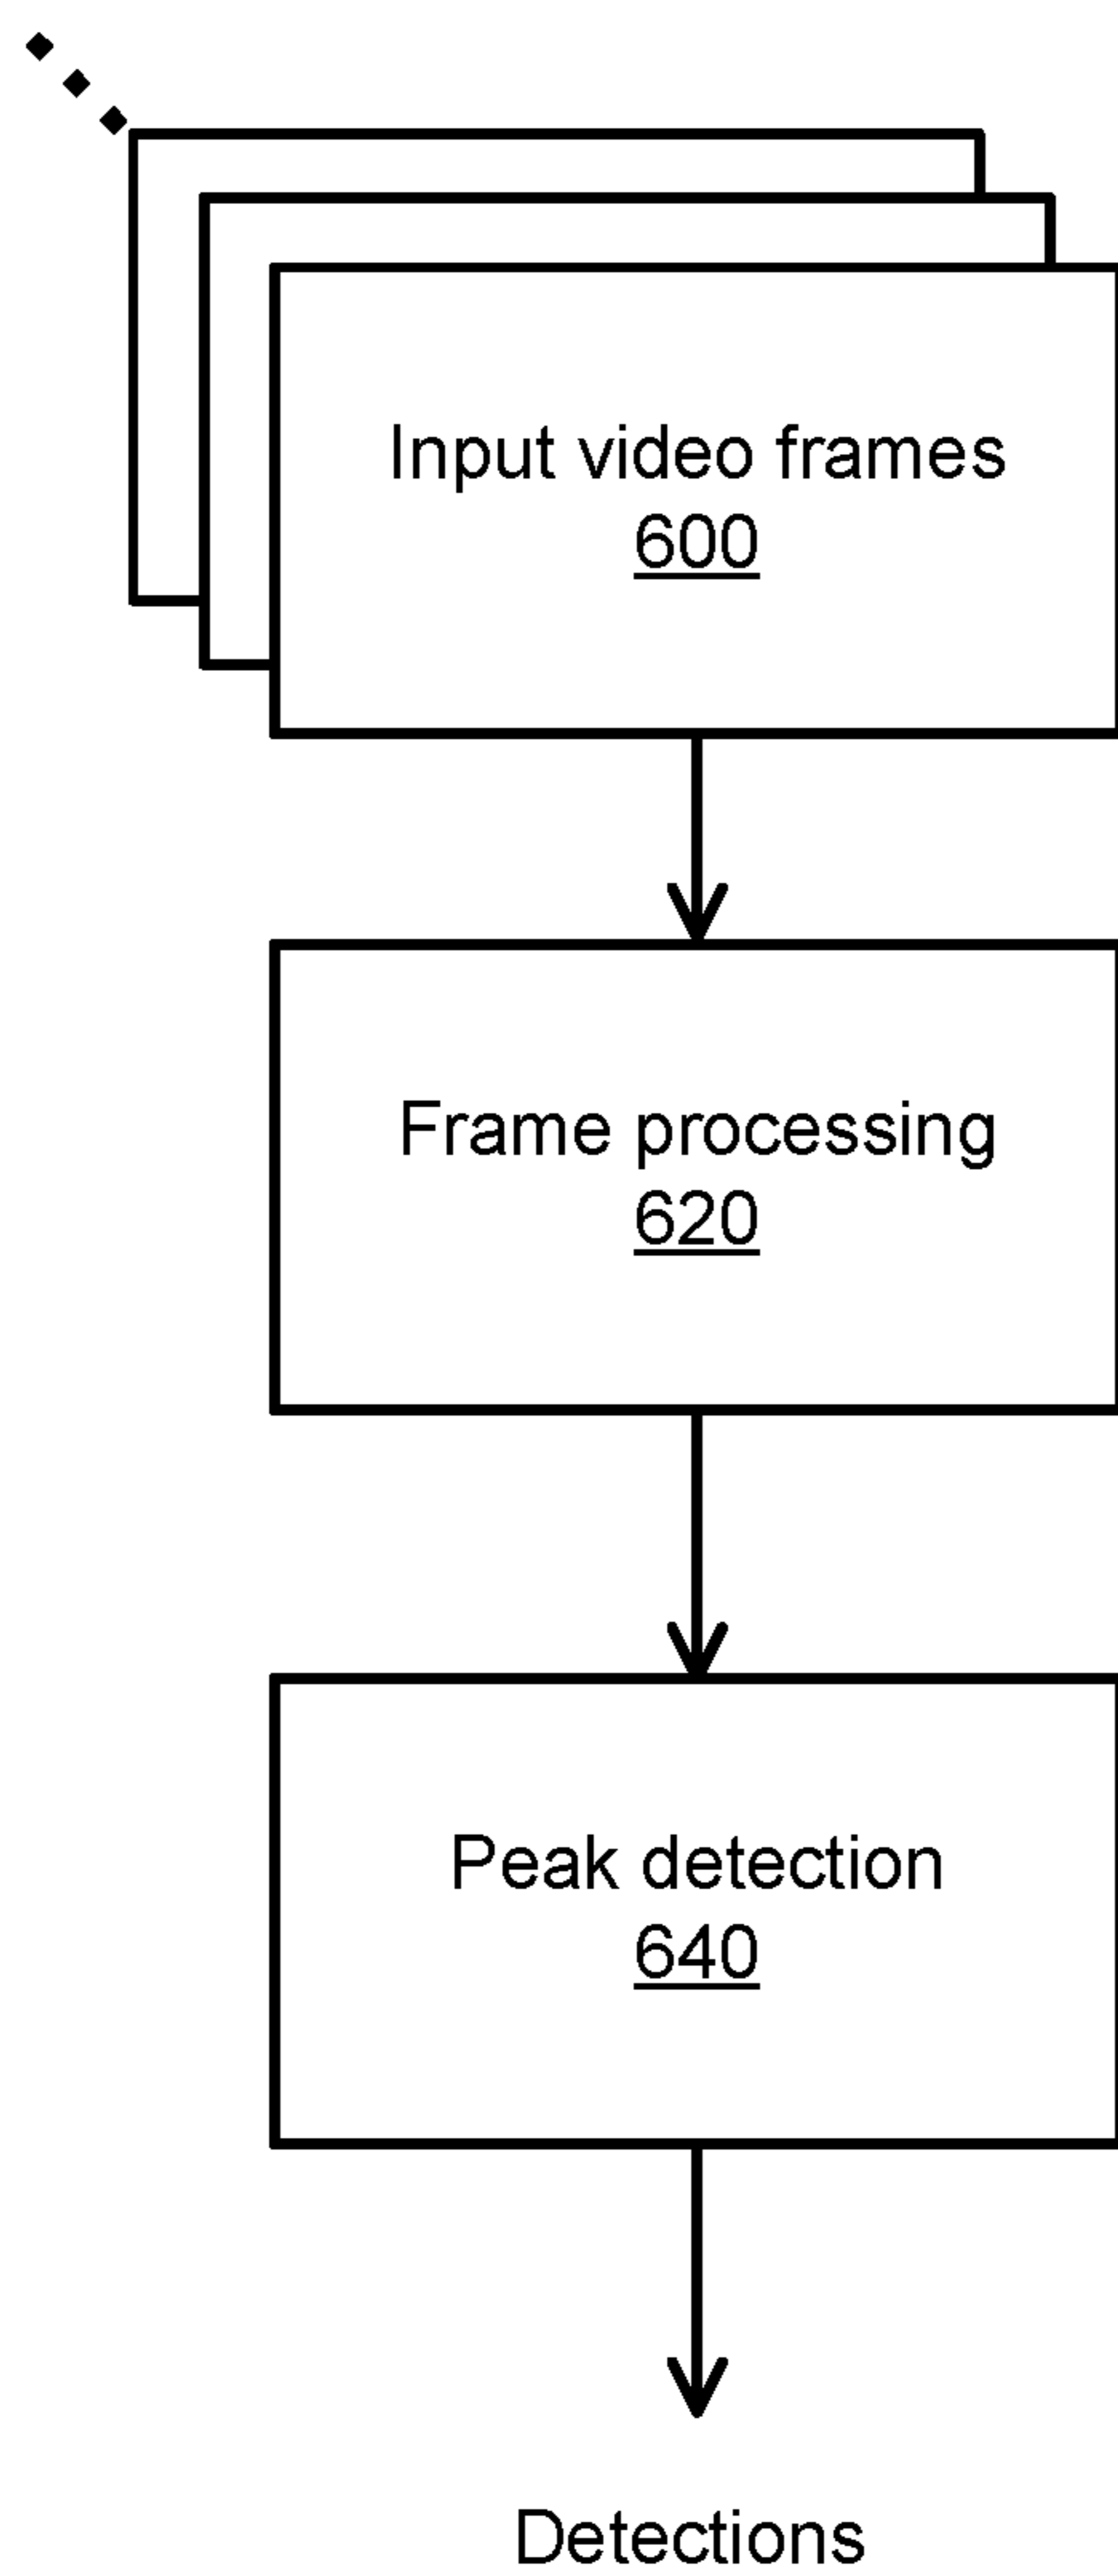 Input video frames
600
Frame processing
620
Peak detection
640
Detections